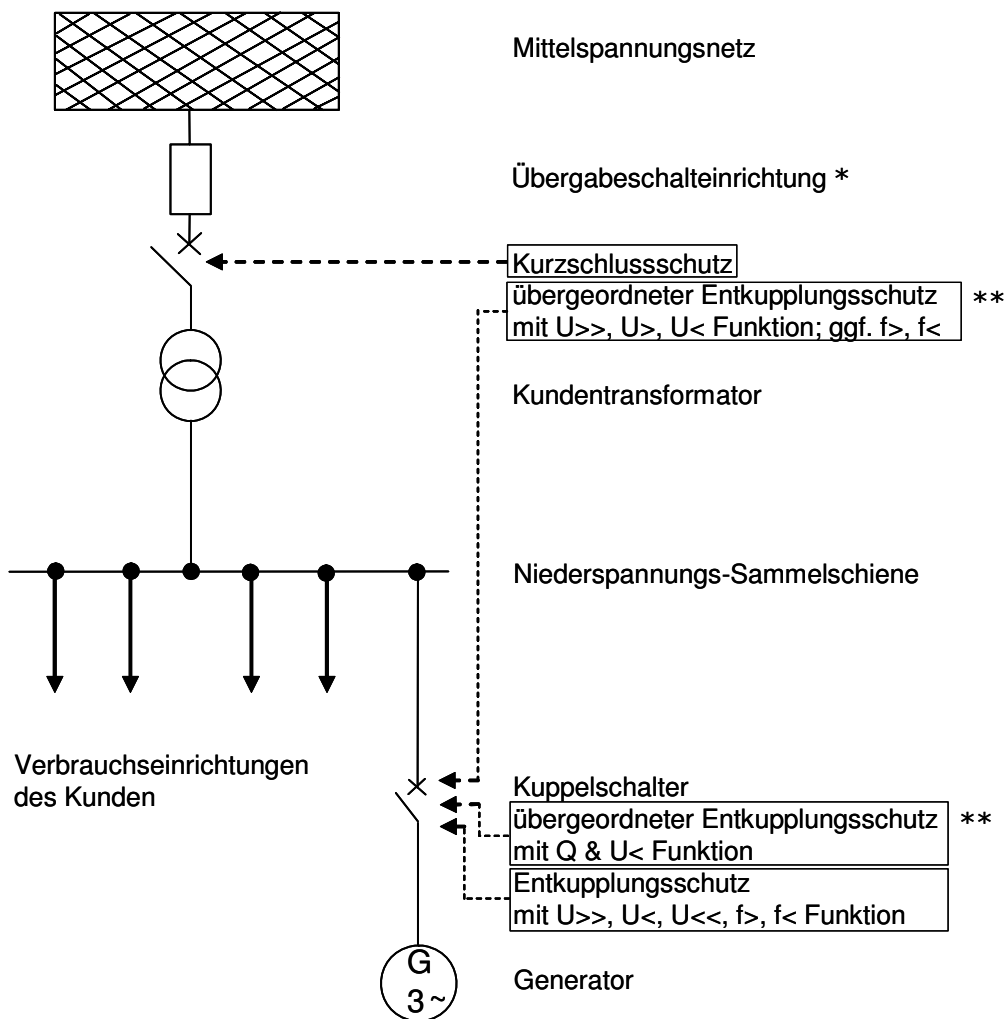 Mittelspannungsnetz
Übergabeschalteinrichtung *
Kurzschlussschutz
übergeordneter Entkupplungsschutz **
mit U>>, U>, U< Funktion; ggf. f>, f<
Kundentransformator
Niederspannungs-Sammelschiene
Verbrauchseinrichtungen
des Kunden
Kuppelschalter
übergeordneter Entkupplungsschutz **
mit Q & U< Funktion
Entkupplungsschutz
mit U>>, U<, U<<, f>, f< Funktion
G
3~
Generator